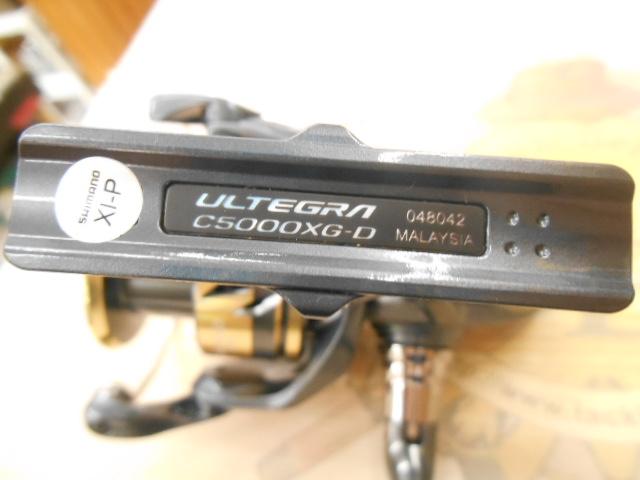 SHIMANO
XI-P
ULTEGRA
C5000XG-D
048042
MALAYSIA